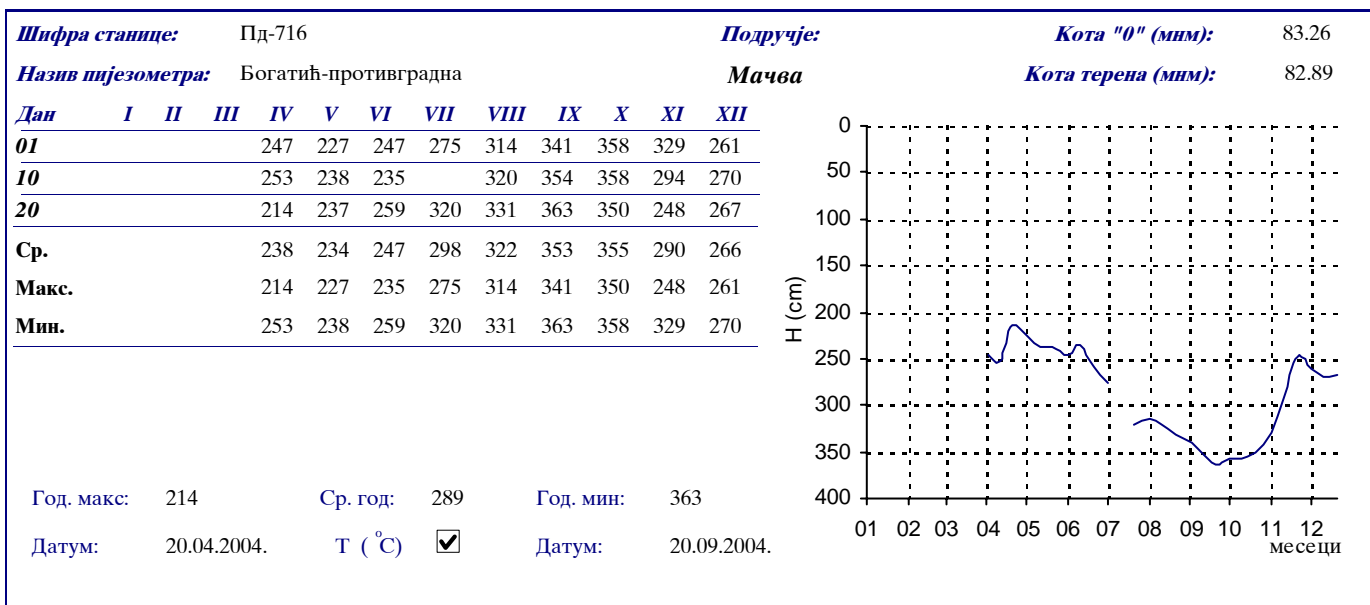 Шифра станице: Пд-716 Подручје: Кота "0" (мнм): 83.26
Назив пијезометра: Богатић-противградна Мачва Кота терена (мнм): 82.89
Дан I II III IV V VI VII VIII IX X XI XII
01 247 227 247 275 314 341 358 329 261
10 253 238 235 320 354 358 294 270
20 214 237 259 320 331 363 350 248 267
Ср. 238 234 247 298 322 353 355 290 266
Макс. 214 227 235 275 314 341 350 248 261
Мин. 253 238 259 320 331 363 358 329 270
0
50
100
150
200
250
300
350
400
H (cm)
01 02 03 04 05 06 07 08 09 10 11 12
месеци
Год. макс: 214 Ср. год: 289 Год. мин: 363
Датум: 20.04.2004. T ( °C) ☑ Датум: 20.09.2004.